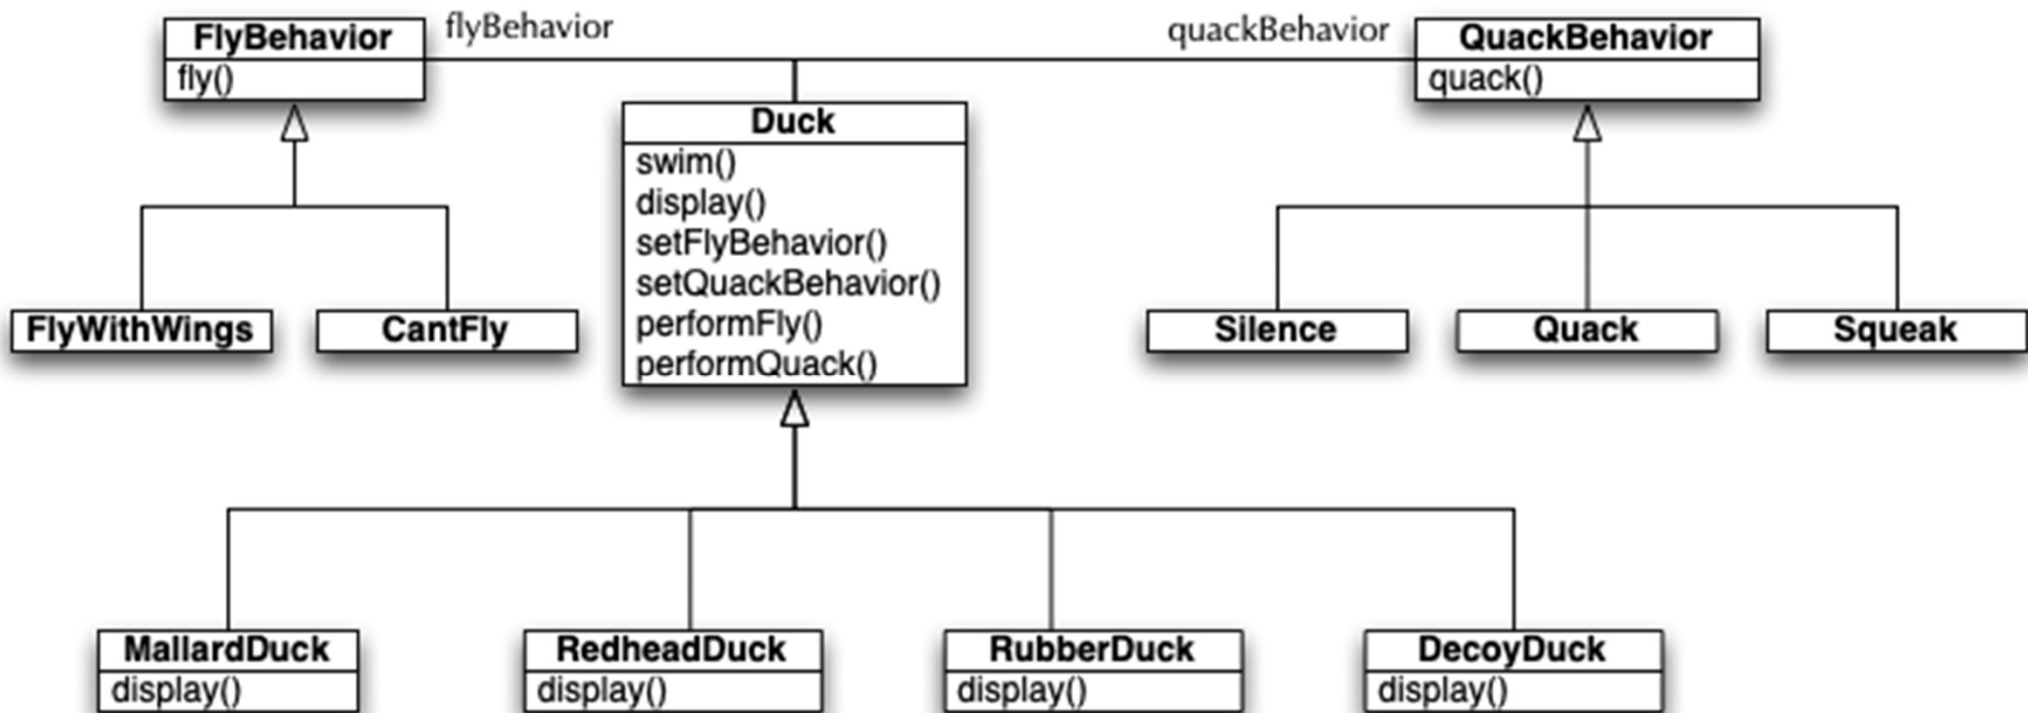 FlyBehavior
fly()
flyBehavior
quackBehavior
QuackBehavior
quack()
Duck
swim()
display()
setFlyBehavior()
setQuackBehavior()
performFly()
performQuack()
FlyWithWings
CantFly
Silence
Quack
Squeak
MallardDuck
display()
RedheadDuck
display()
RubberDuck
display()
DecoyDuck
display()